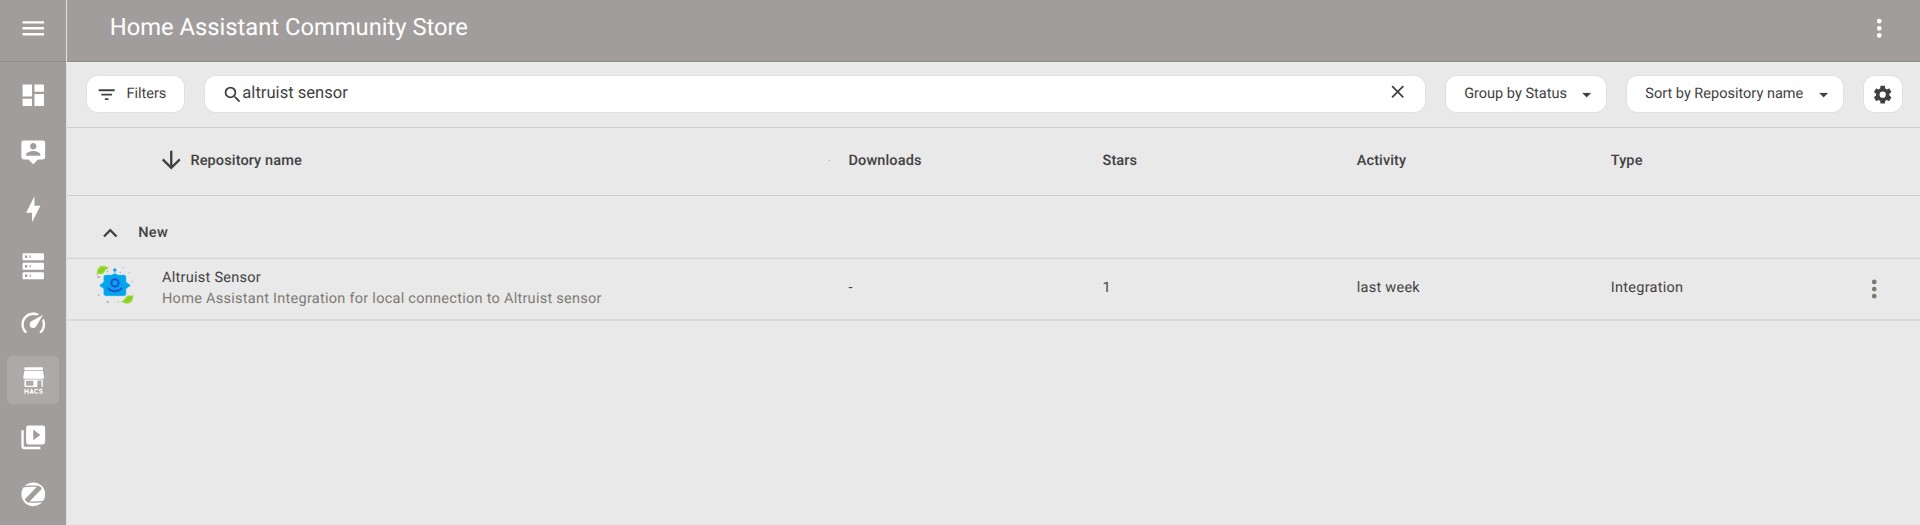 Home Assistant Community Store
Filters
altruist sensor
Group by Status
Sort by Repository name
Repository name
Downloads
Stars
Activity
Type
New
Altruist Sensor
Home Assistant Integration for local connection to Altruist sensor
-
1
last week
Integration
HACS